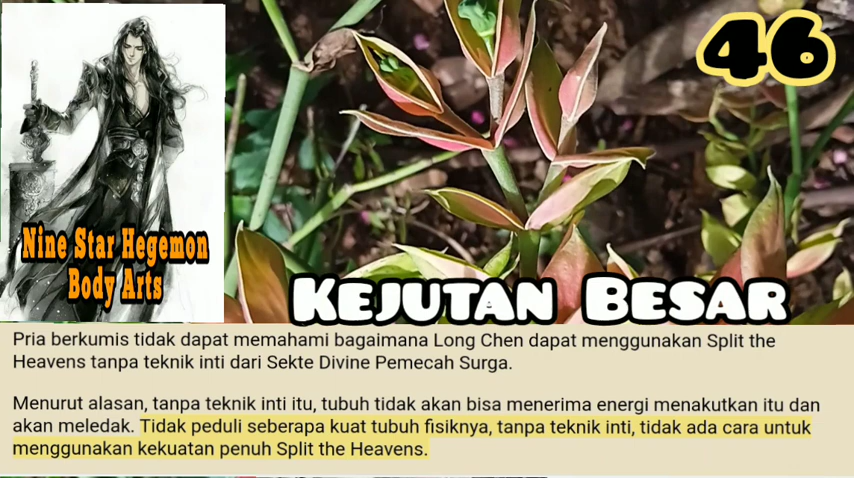 46
Nine Star Hegemon
Body Arts
KEJUTAN BESAR
Pria berkumis tidak dapat memahami bagaimana Long Chen dapat menggunakan Split the
Heavens tanpa teknik inti dari Sekte Divine Pemecah Surga.
Menurut alasan, tanpa teknik inti itu, tubuh tidak akan bisa menerima energi menakutkan itu dan
akan meledak. Tidak peduli seberapa kuat tubuh fisiknya, tanpa teknik inti, tidak ada cara untuk
menggunakan kekuatan penuh Split the Heavens.